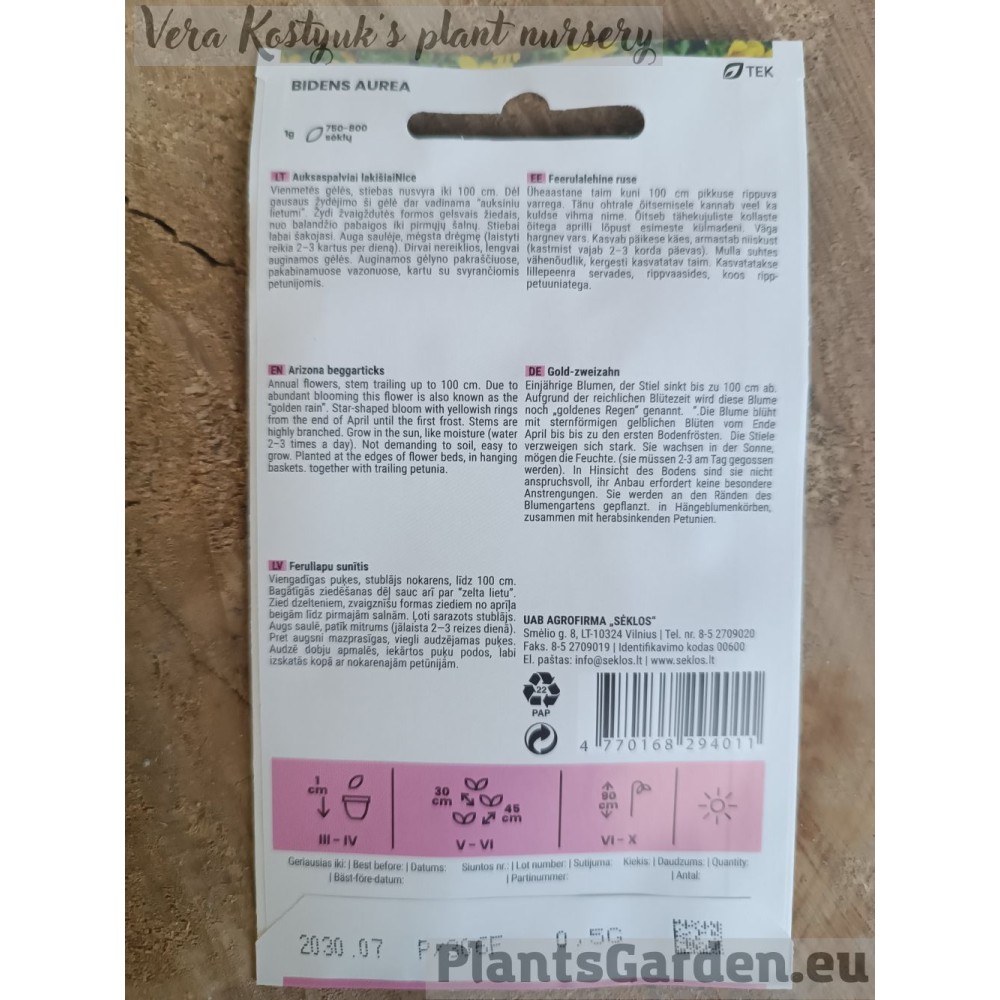 Vera Kostyuk's plant nursery
BIDENS AUREA
TEK
1g 750-800
sėklų
LT Auksaspalviai lakišiaiNice
Vienmetės gėlės, stiebas nusvyra iki 100 cm. Dėl
gausaus žydėjimo ši gėlė dar vadinama "auksiniu
lietumi". Žydi žvaigždutės formos gelsvais žiedais,
nuo balandžio pabaigos iki pirmųjų šalnų. Stiebai
labai šakojasi. Auga saulėje, mėgsta drėgmę (laistyti
reikia 2–3 kartus per dieną). Dirvai nereiklios, lengvai
auginamos gėlės. Auginamos gėlyno pakraščiuose,
pakabinamuose vazonuose, kartu su svyrančiomis
petunijomis.
EE Feerulalehine ruse
Üheaastane taim kuni 100 cm pikkuse rippuva
varrega. Tänu ohtrale õitsemisele kannab veel ka
kuldse vihma nime. Õitseb tähekujuliste kollaste
õitega aprilli lõpust esimeste külmadeni. Väga
hargnev vars. Kasvab päikese käes, armastab niiskust
(kastmist vajab 2–3 korda päevas). Mulla suhtes
vähenõudlik, kergesti kasvatatav taim. Kasvatatakse
lillepeenra servades, rippvaasides, koos ripp-
petuuniatega.
EN Arizona beggarticks
Annual flowers, stem trailing up to 100 cm. Due to
abundant blooming this flower is also known as the
"golden rain". Star-shaped bloom with yellowish rings
from the end of April until the first frost. Stems are
highly branched. Grow in the sun, like moisture (water
2–3 times a day). Not demanding to soil, easy to
grow. Planted at the edges of flower beds, in hanging
baskets. together with trailing petunia.
DE Gold-zweizahn
Einjährige Blumen, der Stiel sinkt bis zu 100 cm ab.
Aufgrund der reichlichen Blütezeit wird diese Blume
noch „goldenes Regen" genannt. ".Die Blume blüht
mit sternförmigen gelblichen Blüten vom Ende
April bis bis zu den ersten Bodenfrösten. Die Stiele
verzweigen sich stark. Sie wachsen in der Sonne,
mögen die Feuchte. (sie müssen 2-3 am Tag gegossen
werden). In Hinsicht des Bodens sind sie nicht
anspruchsvoll, ihr Anbau erfordert keine besondere
Anstrengungen. Sie werden an den Ränden des
Blumengartens gepflanzt. in Hängeblumenkörben,
zusammen mit herabsinkenden Petunien.
LV Feruliapu sunītis
Viengadīgas puķes, stublājs nokarens, līdz 100 cm.
Bagātīgās ziedēšanas dēļ sauc arī par "zelta lietu".
Zied dzelteniem, zvaigznīšu formas ziediem no aprīļa
beigām līdz pirmajām salnām. Ļoti sarazots stublājs.
Augs saulē, patīk mitrums (jālaista 2–3 reizes dienā).
Pret augsni mazprasīgas, viegli audzējamas puķes.
Audzē dobju apmalēs, iekārtos puķu podos, labi
izskatās kopā ar nokarenajām petūnijām.
UAB AGROFIRMA „SĖKLOS"
Smėlio g. 8, LT-10324 Vilnius | Tel. nr. 8-5 2709020
Faks. 8-5 2709019 | Identifikavimo kodas 00600
El. paštas: info@seklos.lt | www.seklos.lt
22
PAP
4 770168 294011
1 cm
III – IV
30 cm
45 cm
V – VI
90 cm
VI – X
Geriausias iki: | Best before: | Datums:
| Bäst-före-datum:
Siuntos nr.: | Lot number: | Sutijuma:
| Partinummer:
Kiekis: | Daudzums: | Quantity:
| Antal:
2030.07 0,5G
PlantsGarden.eu